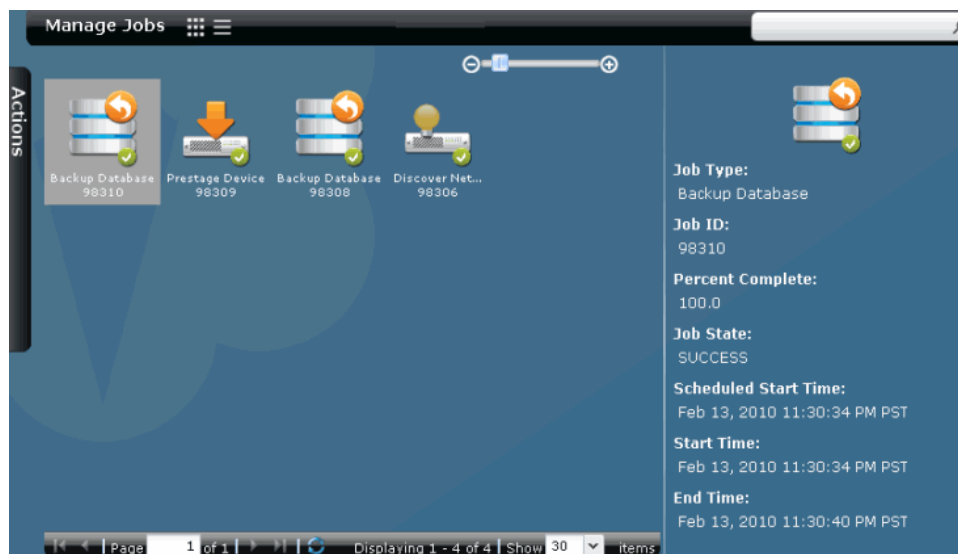 Manage Jobs
Actions
Backup Database
98310
Prestage Device
98309
Backup Database
98308
Discover Net...
98306
Job Type:
Backup Database
Job ID:
98310
Percent Complete:
100.0
Job State:
SUCCESS
Scheduled Start Time:
Feb 13, 2010 11:30:34 PM PST
Start Time:
Feb 13, 2010 11:30:34 PM PST
End Time:
Feb 13, 2010 11:30:40 PM PST
Page 1 of 1 Displaying 1 - 4 of 4 Show 30 items